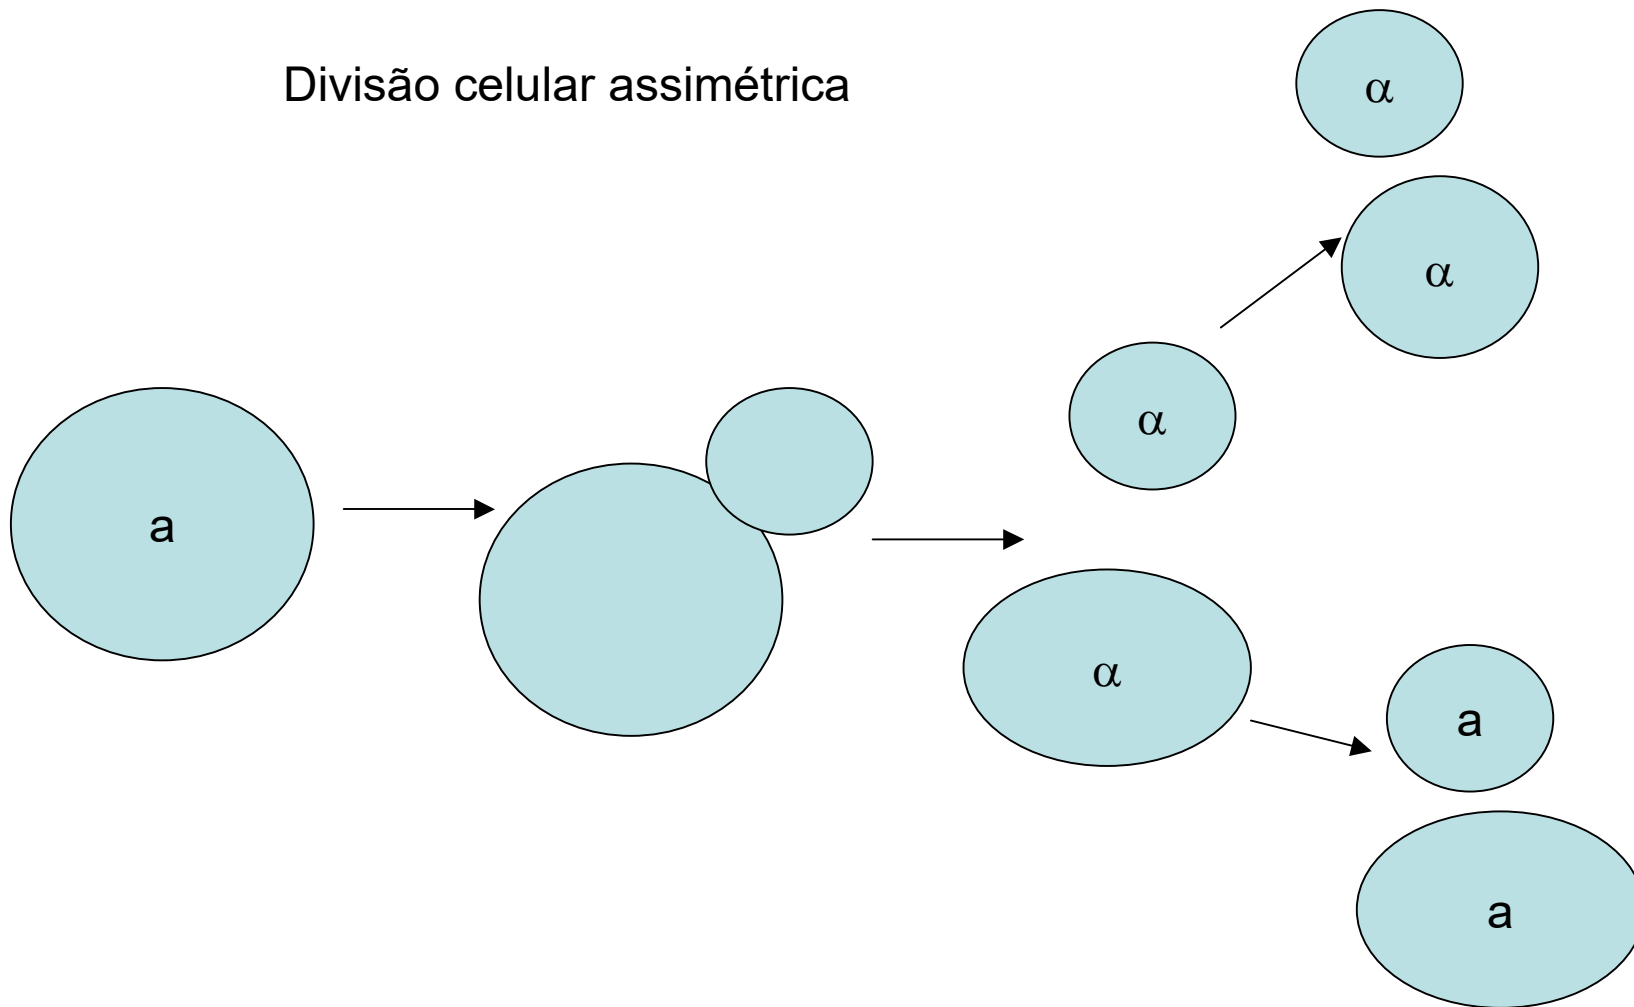 Divisão celular assimétrica
α
α
α
a
α
a
a